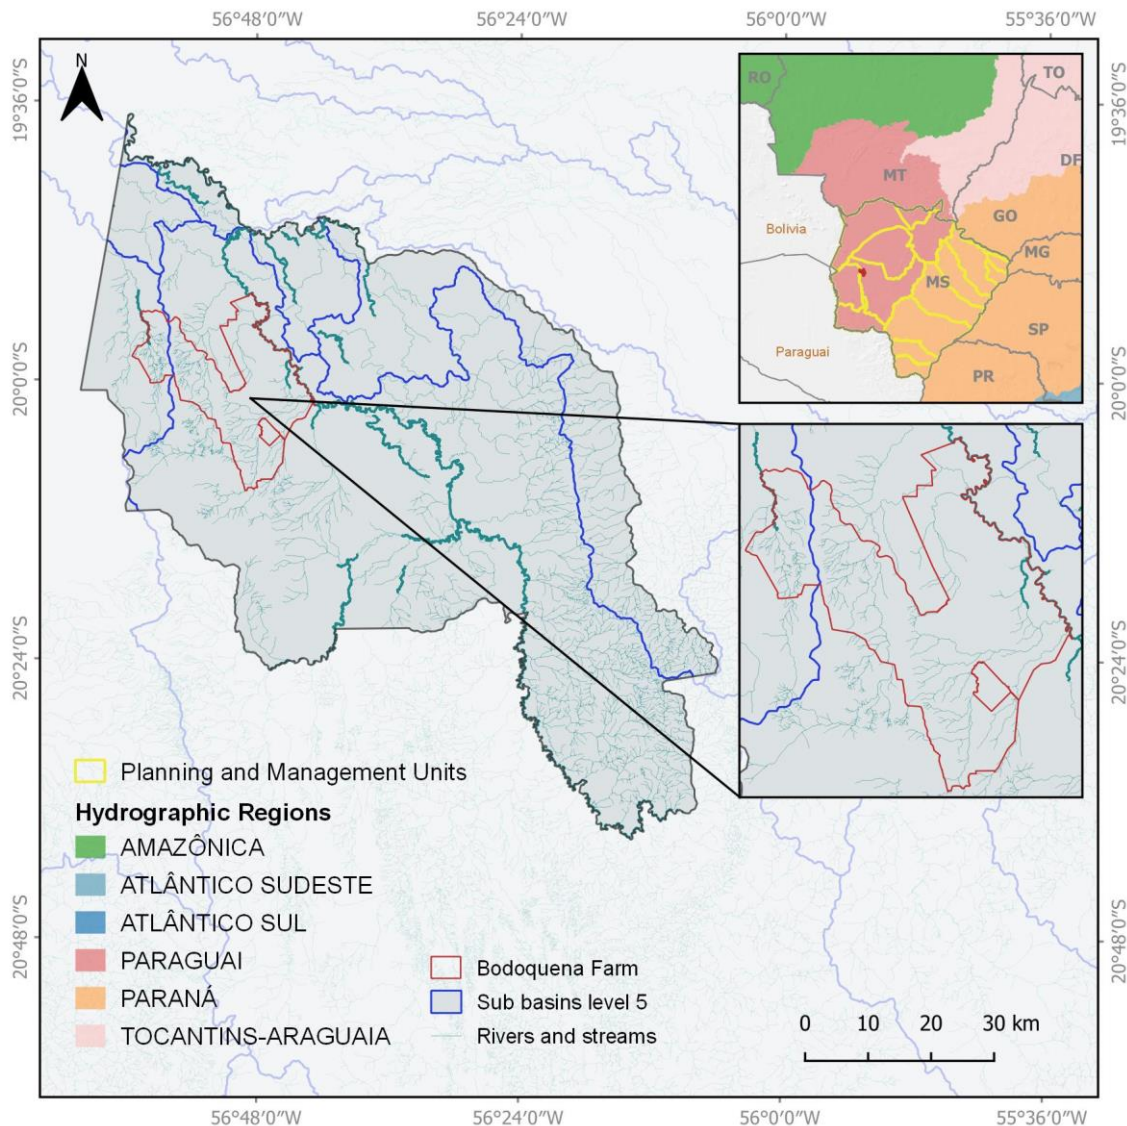 56°48′0″W 56°24′0″W 56°0′0″W 55°36′0″W
19°36′0″S
19°36′0″S
N
RO
TO
MT
DF
GO
Bolivia
MG
MS
SP
Paraguai
PR
20°0′0″S
20°0′0″S
20°24′0″S
20°24′0″S
Planning and Management Units
Hydrographic Regions
AMAZÔNICA
ATLÂNTICO SUDESTE
ATLÂNTICO SUL
PARAGUAI
PARANÁ
TOCANTINS-ARAGUAIA
Bodoquena Farm
Sub basins level 5
Rivers and streams
20°48′0″S
20°48′0″S
0 10 20 30 km
56°48′0″W 56°24′0″W 56°0′0″W 55°36′0″W